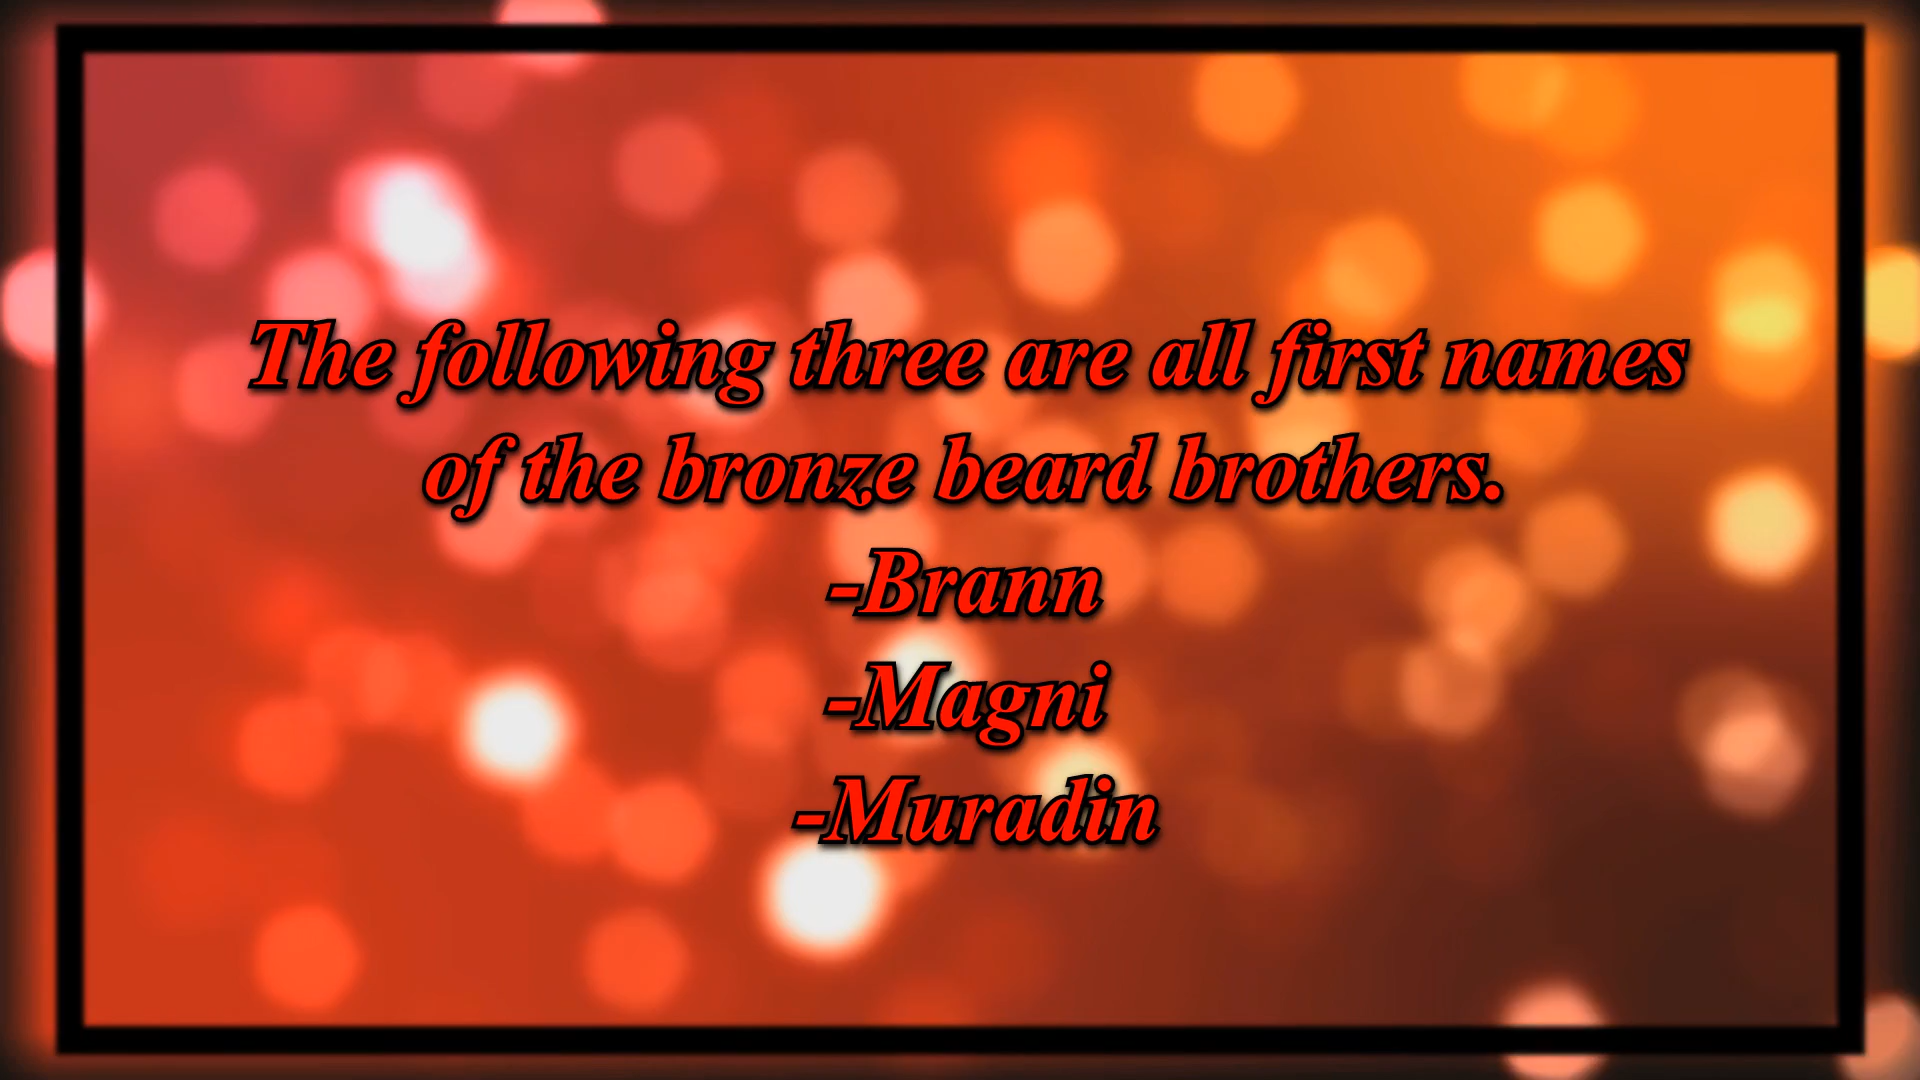 The following three are all first names
of the bronze beard brothers.
-Brann
-Magni
-Muradin